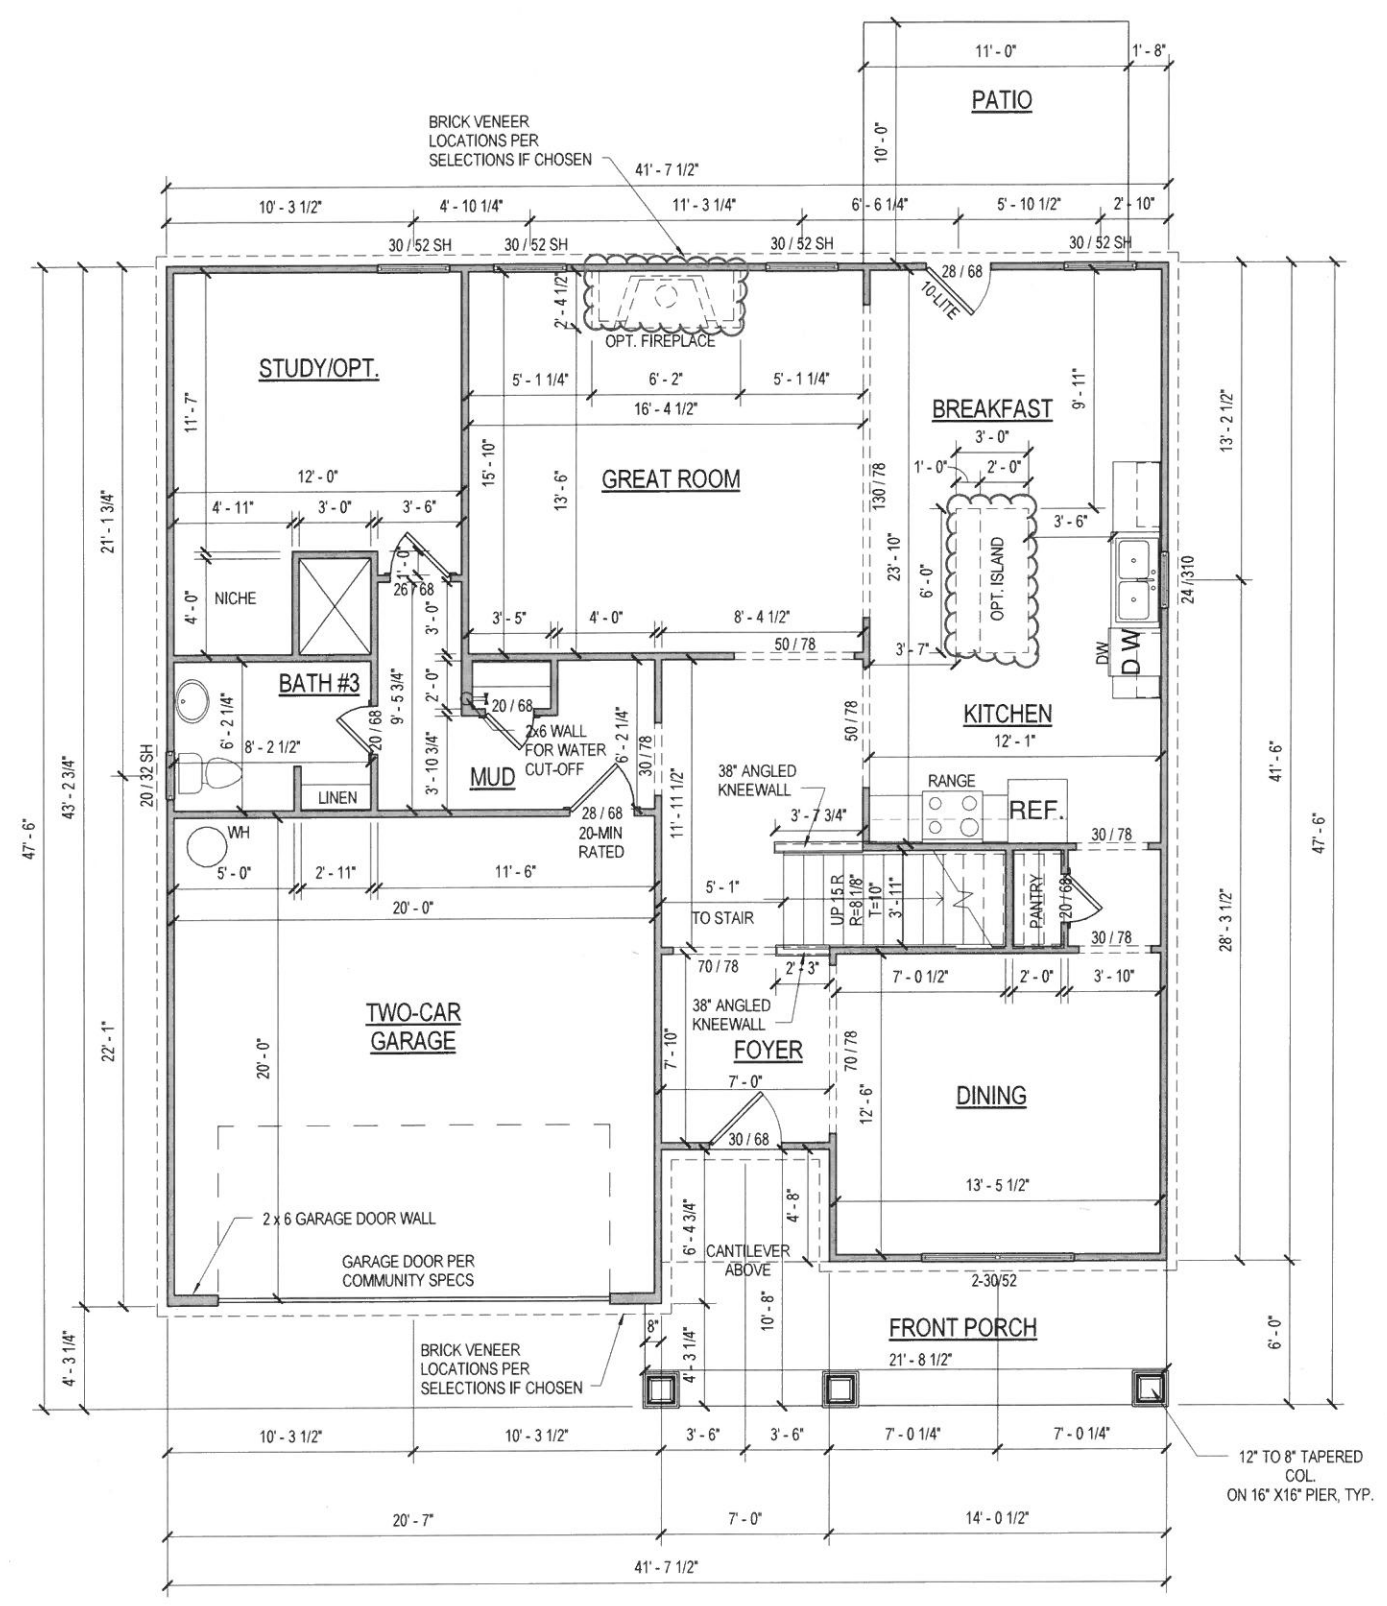 11' - 0"
1' - 8"
PATIO
10' - 0"
BRICK VENEER
LOCATIONS PER
SELECTIONS IF CHOSEN
41' - 7 1/2"
10' - 3 1/2"
4' - 10 1/4"
11' - 3 1/4"
6' - 6 1/4"
5' - 10 1/2"
2' - 10"
30 / 52 SH
30 / 52 SH
30 / 52 SH
30 / 52 SH
28 / 68
10-LITE
2' - 4 1/2"
OPT. FIREPLACE
STUDY/OPT.
11' - 7"
5' - 1 1/4"
6' - 2"
5' - 1 1/4"
16' - 4 1/2"
BREAKFAST
9' - 11"
13' - 2 1/2"
3' - 0"
1' - 0"
2' - 0"
12' - 0"
15' - 10"
13' - 6"
GREAT ROOM
130 / 78
4' - 11"
3' - 0"
3' - 6"
3' - 6"
21' - 1 3/4"
23' - 10"
6' - 0"
OPT. ISLAND
24 / 310
1' - 0"
26 / 68
NICHE
4' - 0"
3' - 0"
3' - 5"
4' - 0"
8' - 4 1/2"
50 / 78
3' - 7"
DW
D W
BATH #3
9' - 5 3/4"
2' - 0"
20 / 68
6' - 2 1/4"
8' - 2 1/2"
20 / 68
2x6 WALL
FOR WATER
CUT-OFF
6' - 2 1/4"
30 / 78
50 / 78
KITCHEN
12' - 1"
41' - 6"
43' - 2 3/4"
20 / 32 SH
3' - 10 3/4"
MUD
LINEN
38" ANGLED
KNEEWALL
RANGE
REF.
28 / 68
20-MIN
RATED
11' - 11 1/2"
3' - 7 3/4"
30 / 78
47' - 6"
47' - 6"
WH
5' - 0"
2' - 11"
11' - 6"
5' - 1"
TO STAIR
UP 15 R
R=8 1/8"
T=10"
3' - 11"
PANTRY
20 / 68
20' - 0"
28' - 3 1/2"
30 / 78
70 / 78
2' - 3"
7' - 0 1/2"
2' - 0"
3' - 10"
38" ANGLED
KNEEWALL
TWO-CAR
GARAGE
22' - 1"
20' - 0"
7' - 10"
FOYER
70 / 78
7' - 0"
12' - 6"
DINING
30 / 68
13' - 5 1/2"
2 x 6 GARAGE DOOR WALL
6' - 4 3/4"
4' - 8"
CANTILEVER
ABOVE
GARAGE DOOR PER
COMMUNITY SPECS
2-30/52
10' - 8"
FRONT PORCH
8"
6' - 0"
BRICK VENEER
LOCATIONS PER
SELECTIONS IF CHOSEN
4' - 3 1/4"
4' - 3 1/4"
21' - 8 1/2"
10' - 3 1/2"
10' - 3 1/2"
3' - 6"
3' - 6"
7' - 0 1/4"
7' - 0 1/4"
12" TO 8" TAPERED
COL.
ON 16" X16" PIER, TYP.
20' - 7"
7' - 0"
14' - 0 1/2"
41' - 7 1/2"